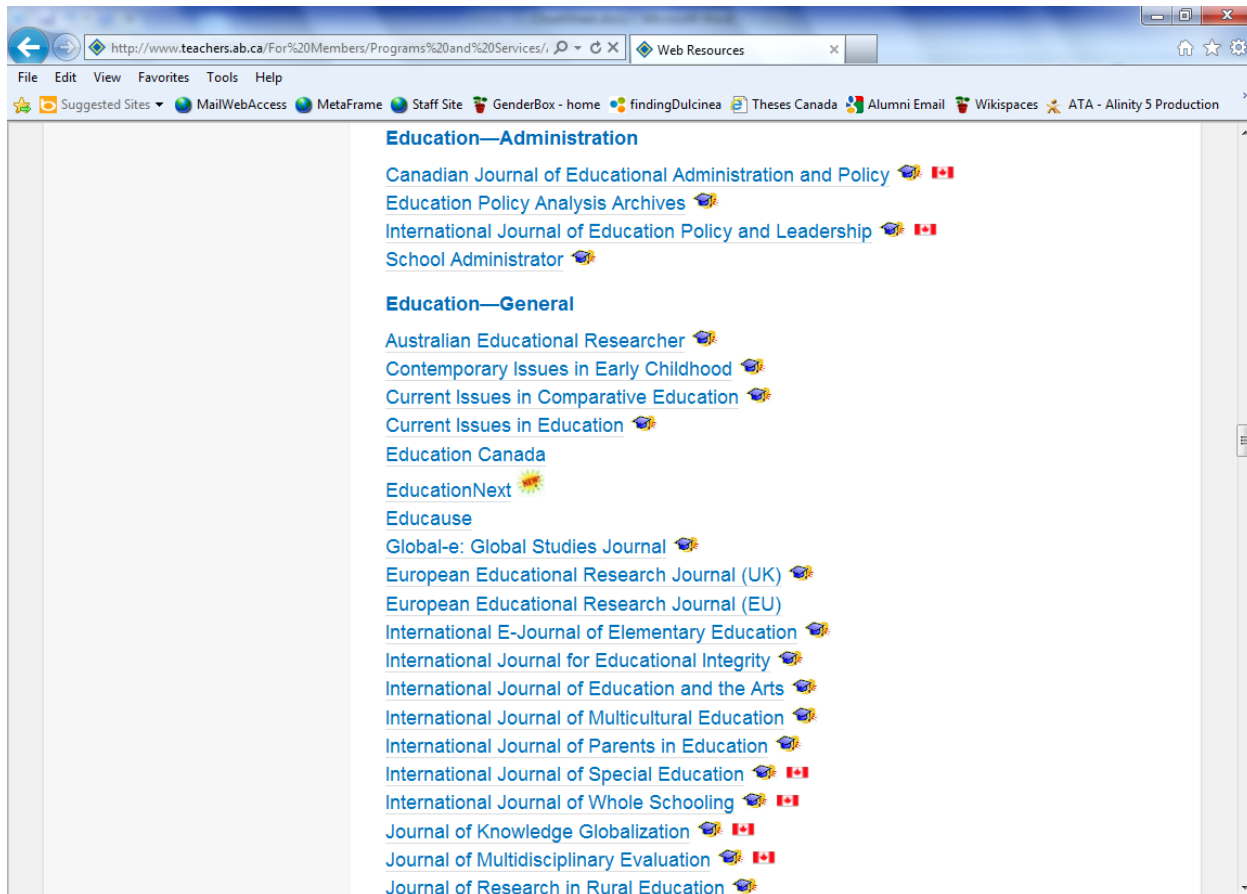 http://www.teachers.ab.ca/For%20Members/Programs%20and%20Services/
Web Resources
File Edit View Favorites Tools Help
Suggested Sites MailWebAccess MetaFrame Staff Site GenderBox - home findingDulcinea Theses Canada Alumni Email Wikispaces ATA - Alinity 5 Production
Education—Administration
Canadian Journal of Educational Administration and Policy
Education Policy Analysis Archives
International Journal of Education Policy and Leadership
School Administrator
Education—General
Australian Educational Researcher
Contemporary Issues in Early Childhood
Current Issues in Comparative Education
Current Issues in Education
Education Canada
EducationNext NEW!
Educause
Global-e: Global Studies Journal
European Educational Research Journal (UK)
European Educational Research Journal (EU)
International E-Journal of Elementary Education
International Journal for Educational Integrity
International Journal of Education and the Arts
International Journal of Multicultural Education
International Journal of Parents in Education
International Journal of Special Education
International Journal of Whole Schooling
Journal of Knowledge Globalization
Journal of Multidisciplinary Evaluation
Journal of Research in Rural Education